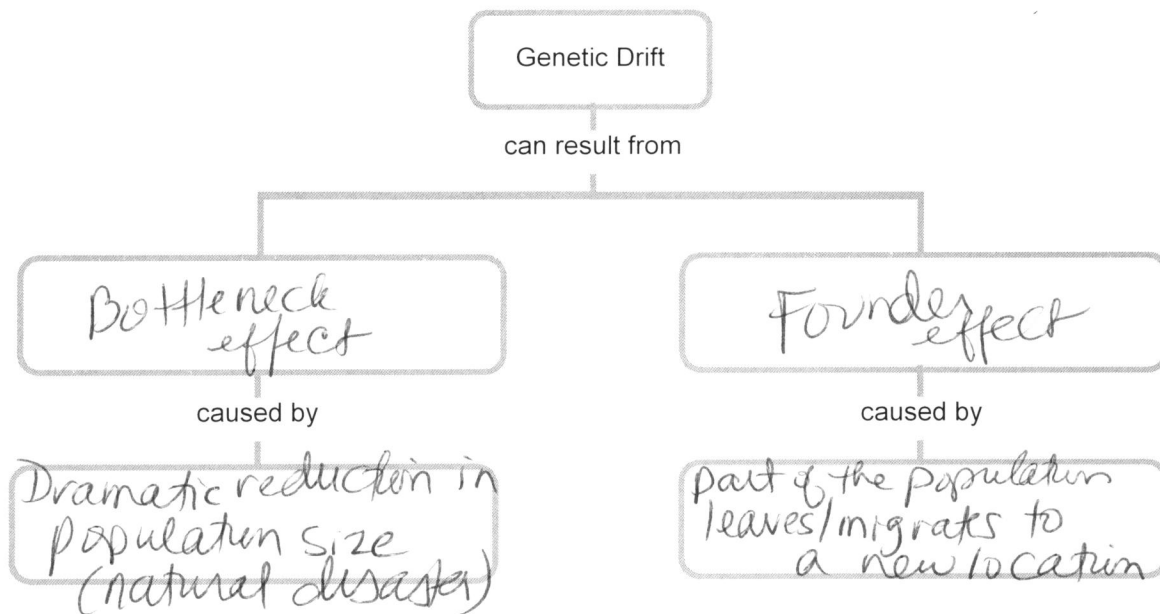 Genetic Drift
can result from
Bottleneck
effect
caused by
Dramatic reduction in
population size
(natural disaster)
Founder
effect
caused by
part of the population
leaves/migrates to
a new location